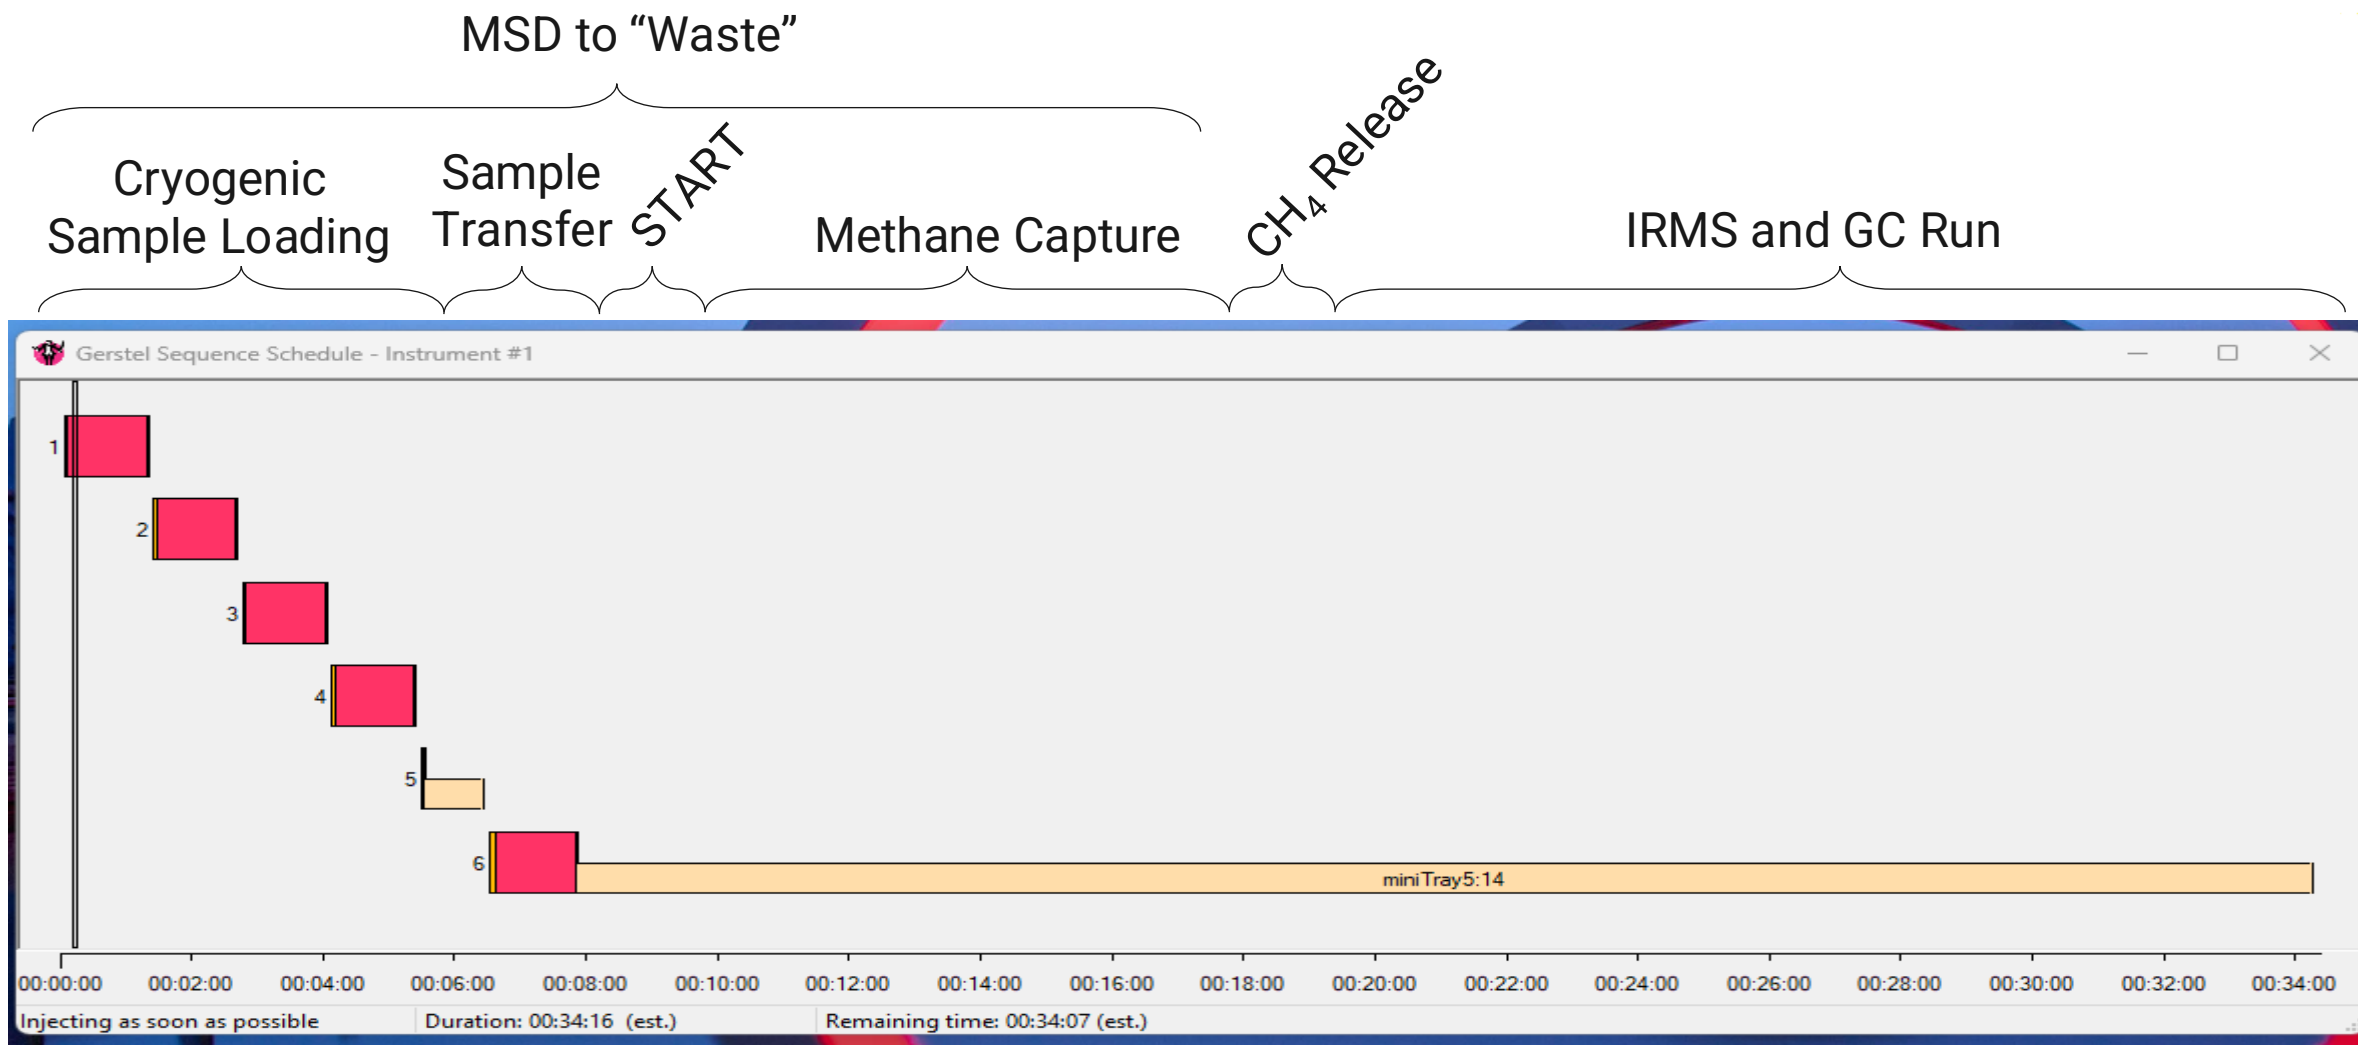 MSD to “Waste”
Cryogenic
Sample Loading
Sample
Transfer
START
Methane Capture
CH₄ Release
IRMS and GC Run
Gerstel Sequence Schedule - Instrument #1
1
2
3
4
5
6
miniTray5:14
00:00:00 00:02:00 00:04:00 00:06:00 00:08:00 00:10:00 00:12:00 00:14:00 00:16:00 00:18:00 00:20:00 00:22:00 00:24:00 00:26:00 00:28:00 00:30:00 00:32:00 00:34:00
Injecting as soon as possible Duration: 00:34:16 (est.) Remaining time: 00:34:07 (est.)